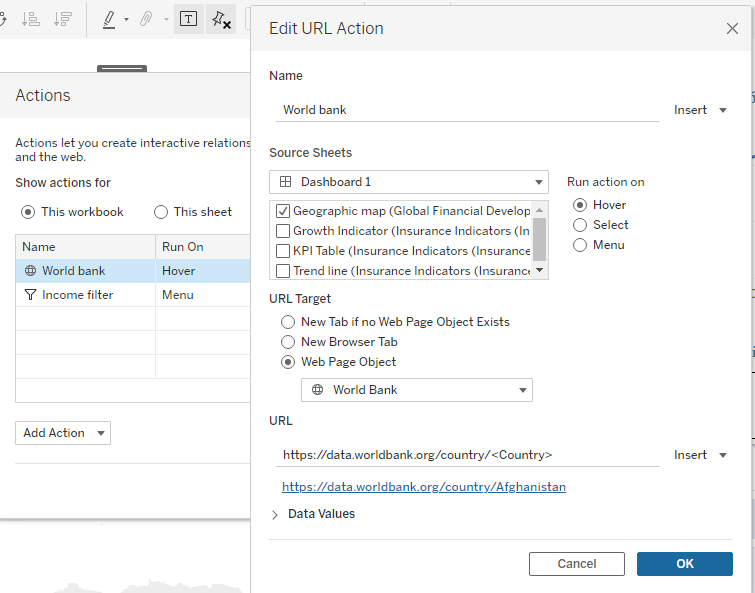 T
Edit URL Action
Name
World bank
Insert
Source Sheets
Dashboard 1
Geographic map (Global Financial Develop
Growth Indicator (Insurance Indicators (In
KPI Table (Insurance Indicators (Insurance
Trend line (Insurance Indicators (Insurance
Run action on
Hover
Select
Menu
URL Target
New Tab if no Web Page Object Exists
New Browser Tab
Web Page Object
World Bank
URL
https://data.worldbank.org/country/<Country>
Insert
https://data.worldbank.org/country/Afghanistan
Data Values
Cancel
OK
Actions
Actions let you create interactive relations
and the web.
Show actions for
This workbook
This sheet
Name
Run On
World bank
Hover
Income filter
Menu
Add Action